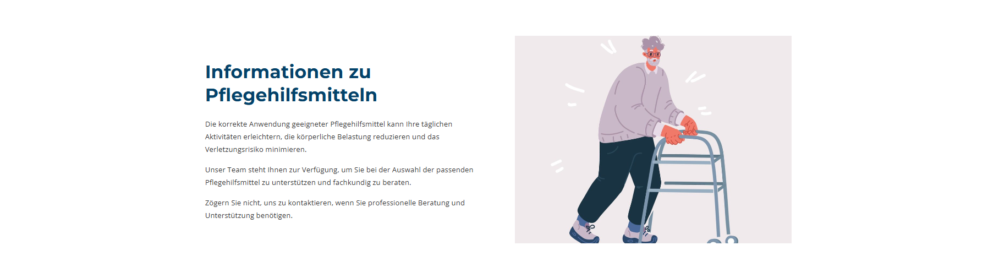 Informationen zu
Pflegehilfsmitteln
Die korrekte Anwendung geeigneter Pflegehilfsmittel kann Ihre täglichen
Aktivitäten erleichtern, die körperliche Belastung reduzieren und das
Verletzungsrisiko minimieren.
Unser Team steht Ihnen zur Verfügung, um Sie bei der Auswahl der passenden
Pflegehilfsmittel zu unterstützen und fachkundig zu beraten.
Zögern Sie nicht, uns zu kontaktieren, wenn Sie professionelle Beratung und
Unterstützung benötigen.